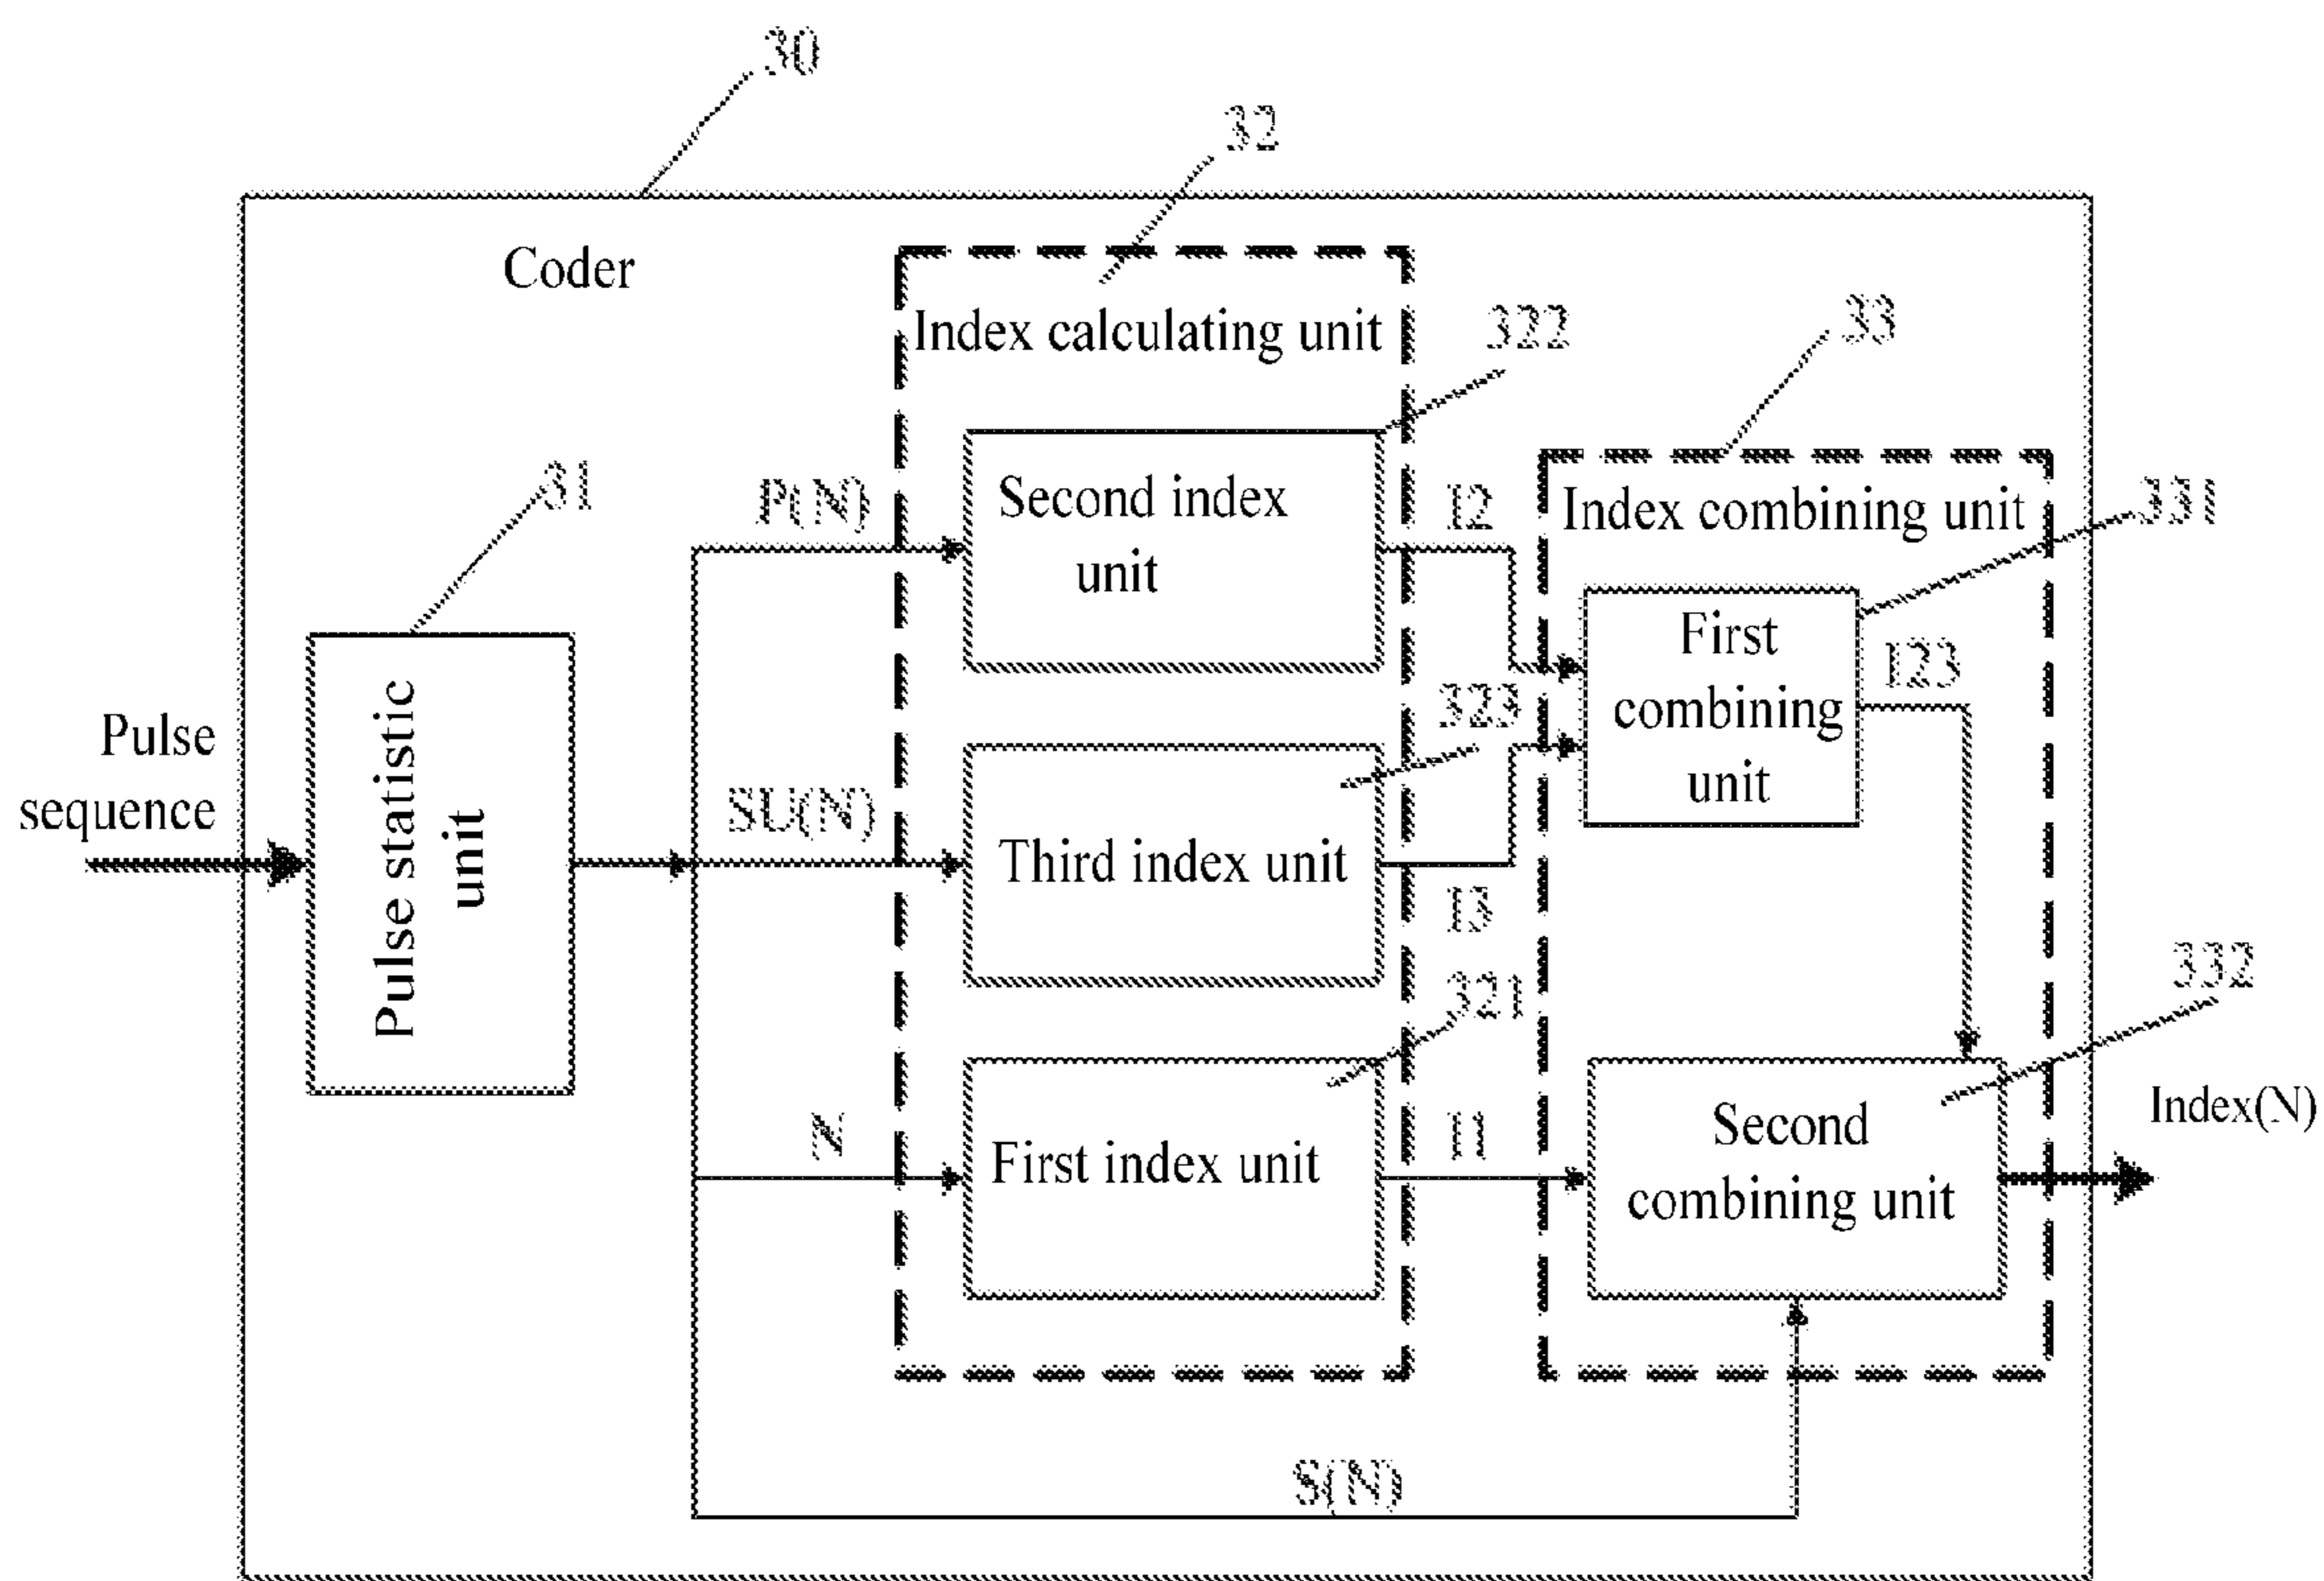 30
32
Coder
Index calculating unit
322
33
31
P(N)
Second index
unit
I2
Index combining unit
331
First
combining
unit
I23
323
Pulse
sequence
Pulse statistic
unit
SU(N)
Third index unit
I3
321
332
N
First index unit
I1
Second
combining unit
Index(N)
S(N)